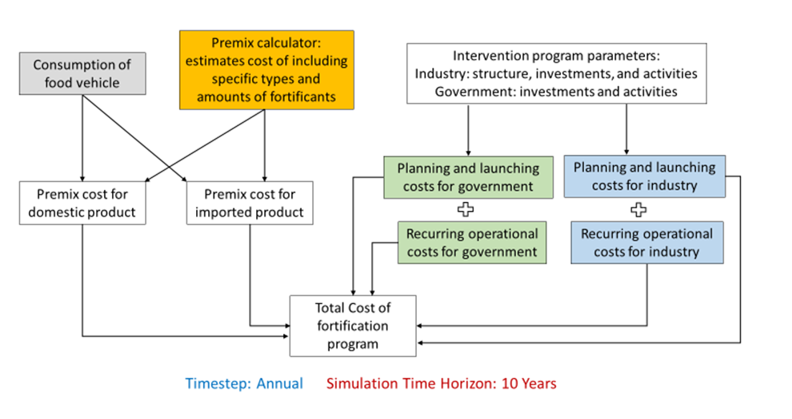 Consumption of
food vehicle
Premix calculator:
estimates cost of including
specific types and
amounts of fortificants
Intervention program parameters:
Industry: structure, investments, and activities
Government: investments and activities
Premix cost for
domestic product
Premix cost for
imported product
Planning and launching
costs for government
Planning and launching
costs for industry
Recurring operational
costs for government
Recurring operational
costs for industry
Total Cost of
fortification
program
Timestep: Annual Simulation Time Horizon: 10 Years